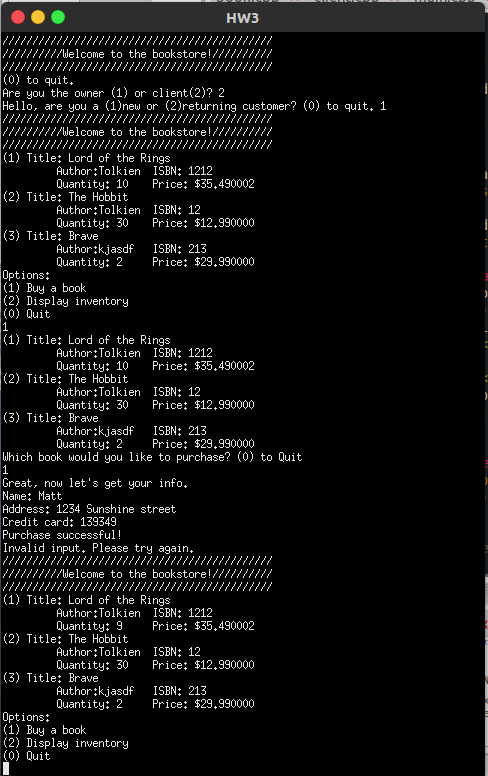 HW3
/////////////////////////////////////////////
//////////Welcome to the bookstore!//////////
/////////////////////////////////////////////
(0) to quit.
Are you the owner (1) or client(2)? 2
Hello, are you a (1)new or (2)returning customer? (0) to quit. 1
/////////////////////////////////////////////
//////////Welcome to the bookstore!//////////
/////////////////////////////////////////////
(1) Title: Lord of the Rings
Author:Tolkien ISBN: 1212
Quantity: 10 Price: $35.490002
(2) Title: The Hobbit
Author:Tolkien ISBN: 12
Quantity: 30 Price: $12.990000
(3) Title: Brave
Author:kjasdf ISBN: 213
Quantity: 2 Price: $29.990000
Options:
(1) Buy a book
(2) Display inventory
(0) Quit
1
(1) Title: Lord of the Rings
Author:Tolkien ISBN: 1212
Quantity: 10 Price: $35.490002
(2) Title: The Hobbit
Author:Tolkien ISBN: 12
Quantity: 30 Price: $12.990000
(3) Title: Brave
Author:kjasdf ISBN: 213
Quantity: 2 Price: $29.990000
Which book would you like to purchase? (0) to Quit
1
Great, now let's get your info.
Name: Matt
Address: 1234 Sunshine street
Credit card: 139349
Purchase successful!
Invalid input. Please try again.
/////////////////////////////////////////////
//////////Welcome to the bookstore!//////////
/////////////////////////////////////////////
(1) Title: Lord of the Rings
Author:Tolkien ISBN: 1212
Quantity: 9 Price: $35.490002
(2) Title: The Hobbit
Author:Tolkien ISBN: 12
Quantity: 30 Price: $12.990000
(3) Title: Brave
Author:kjasdf ISBN: 213
Quantity: 2 Price: $29.990000
Options:
(1) Buy a book
(2) Display inventory
(0) Quit